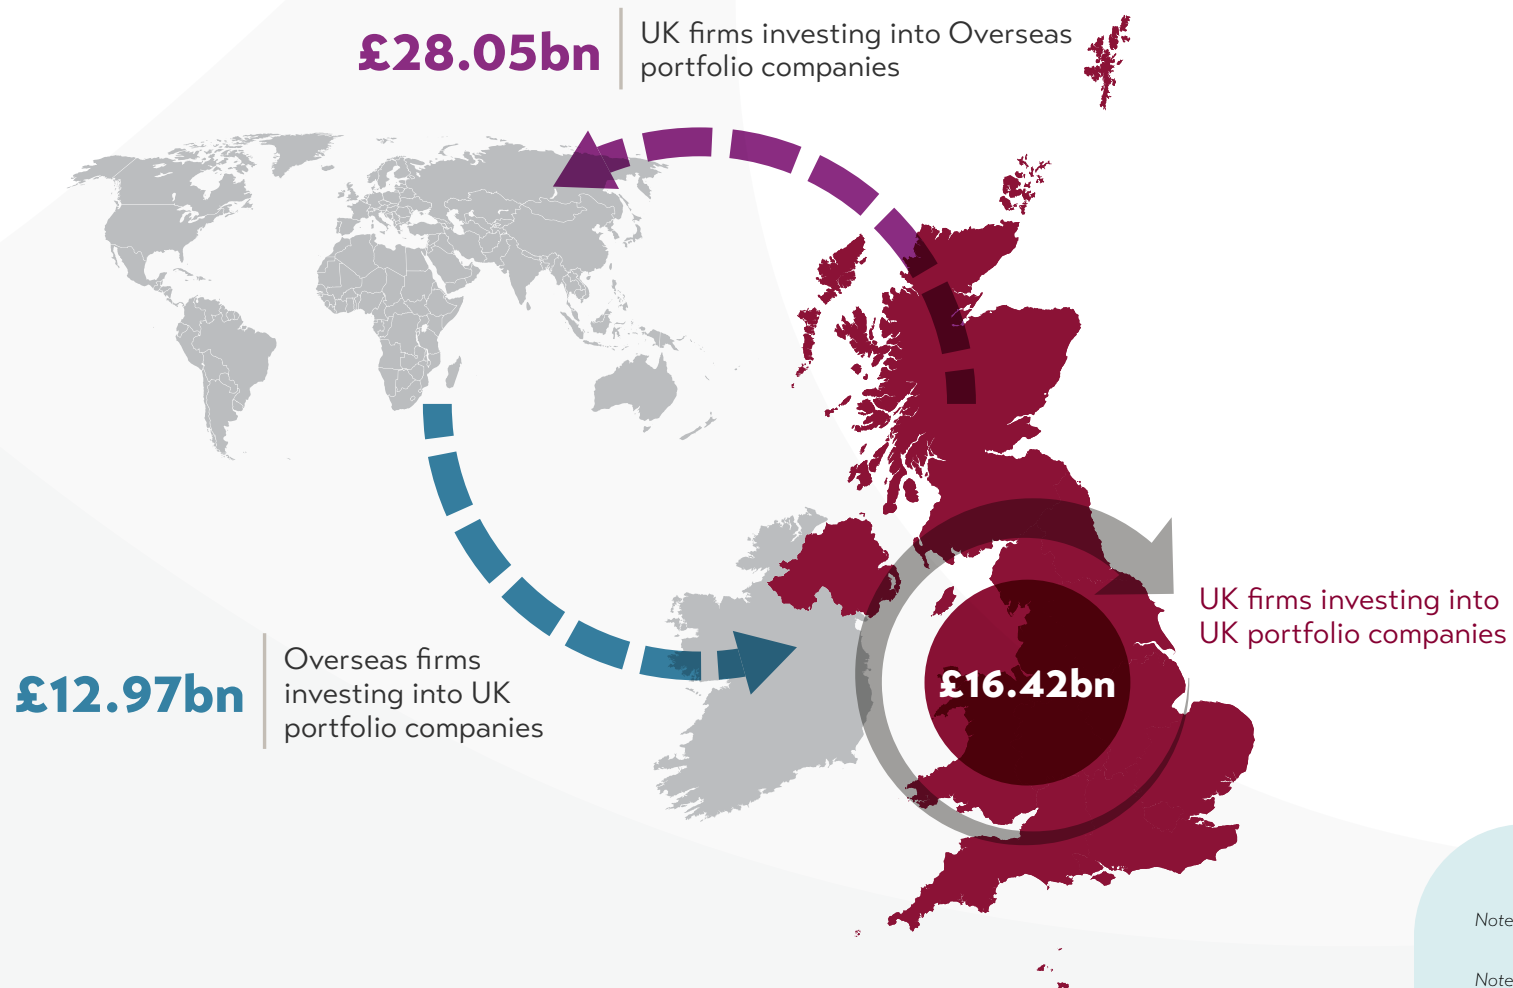 £28.05bn
UK firms investing into Overseas
portfolio companies
UK firms investing into
UK portfolio companies
£16.42bn
£12.97bn
Overseas firms
investing into UK
portfolio companies
Note
Note